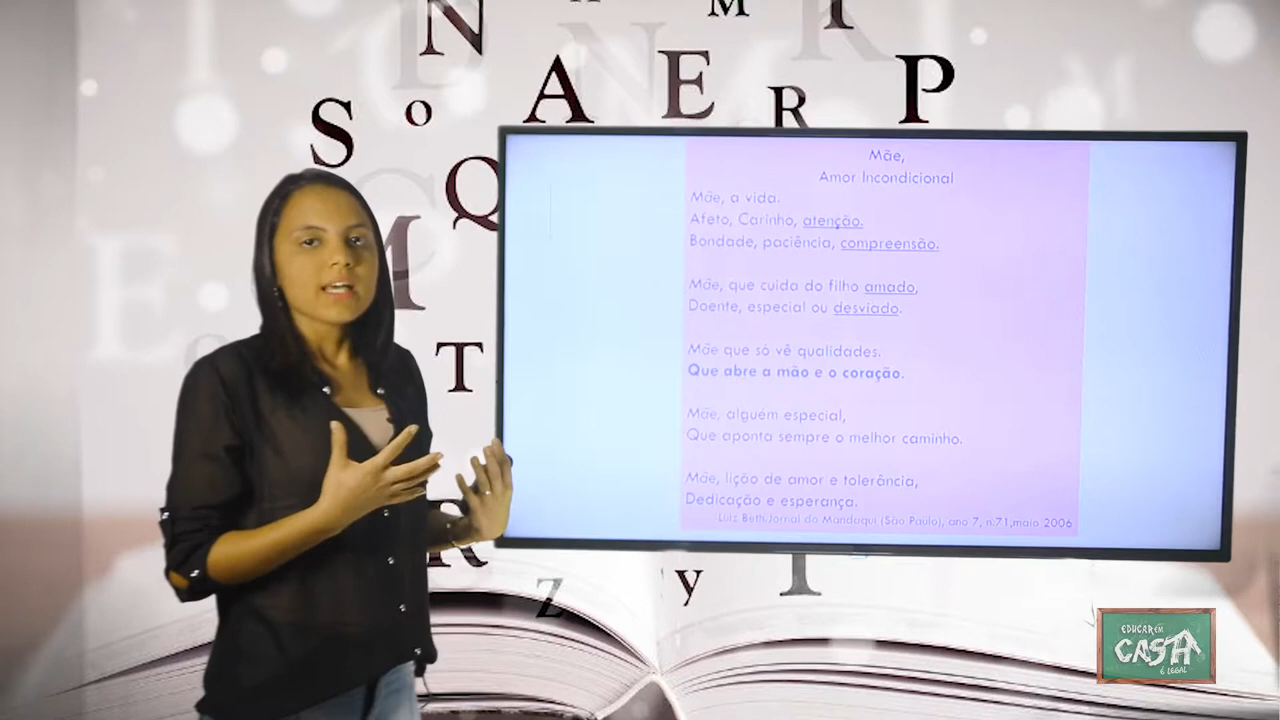 N
M
S
O
A
E
R
P
Q
M
T
R
Z
y
I
Mãe,
Amor Incondicional
Mãe, a vida.
Afeto, Carinho, atenção.
Bondade, paciência, compreensão.
Mãe, que cuida do filho amado,
Doente, especial ou desviado.
Mãe que só vê qualidades.
Que abre a mão e o coração.
Mãe, alguém especial,
Que aponta sempre o melhor caminho.
Mãe, lição de amor e tolerância,
Dedicação e esperança.
Luiz Beth.Jornal do Mandaqui (São Paulo), ano 7, n.71,maio 2006
EDUCAR EM
CASA
É LEGAL